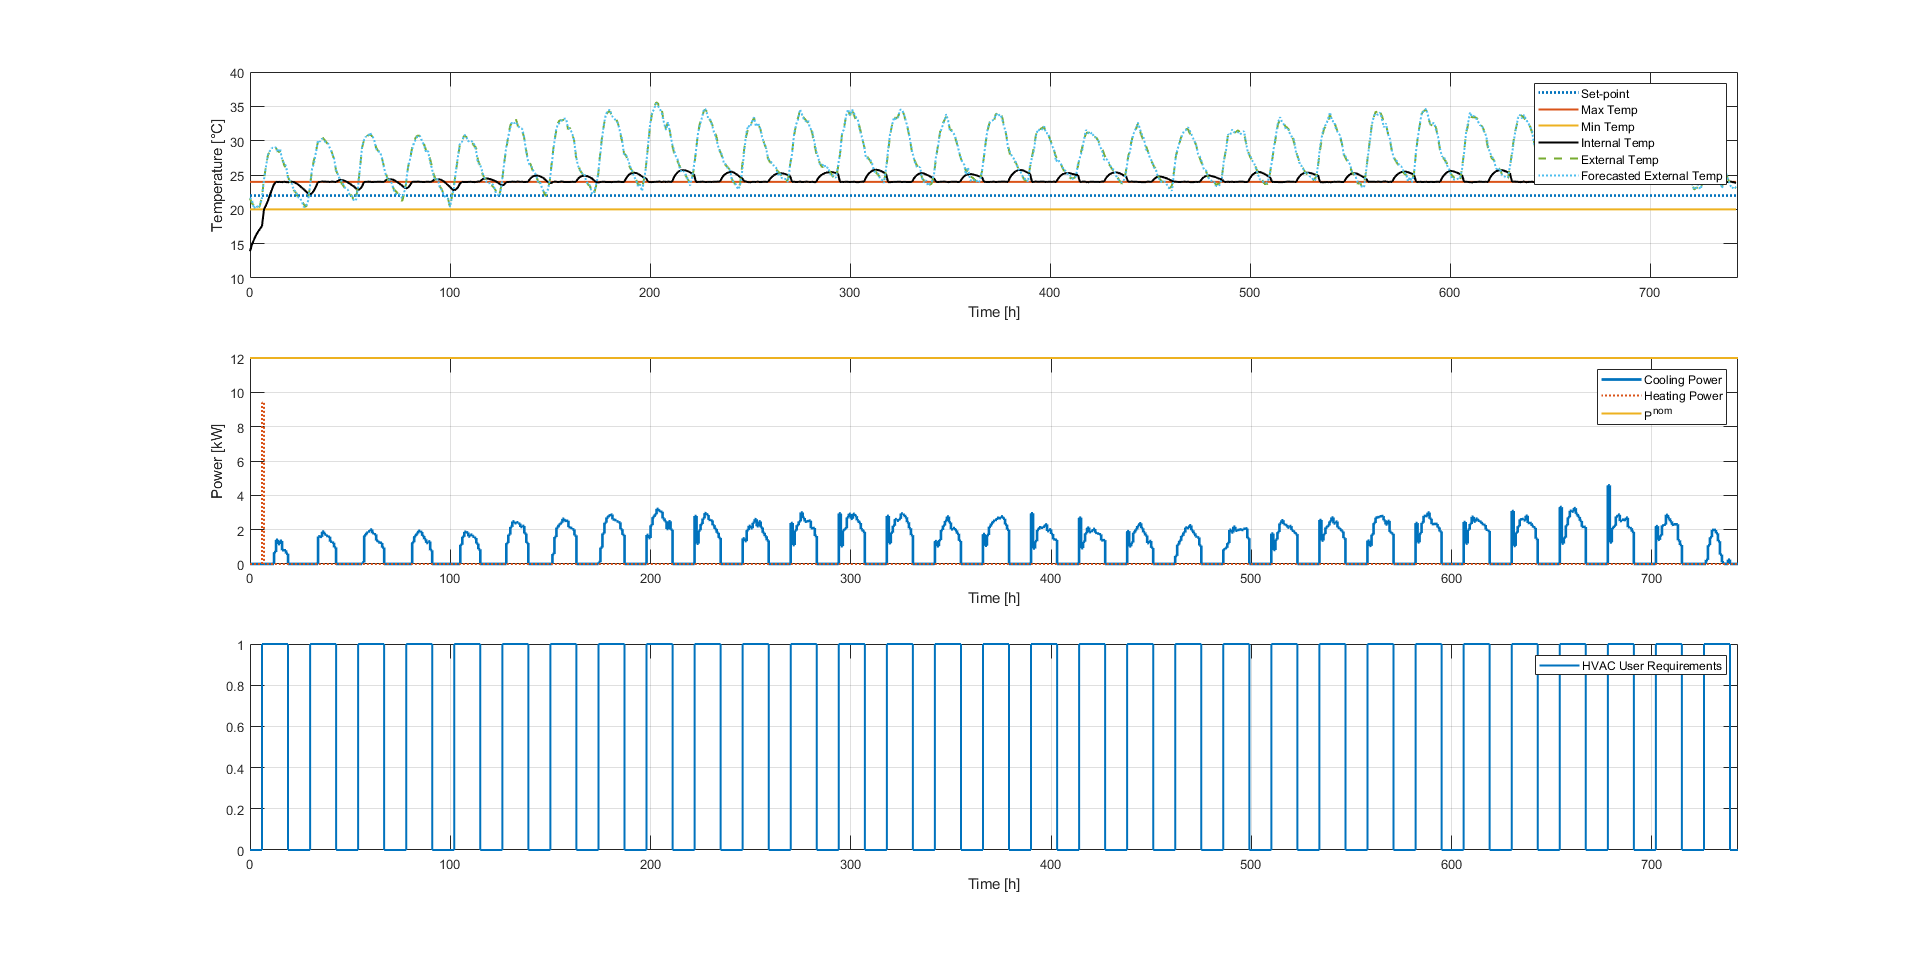 40
35
30
25
20
15
10
Temperature [°C]
0 100 200 300 400 500 600 700
Time [h]
Set-point
Max Temp
Min Temp
Internal Temp
External Temp
Forecasted External Temp
12
10
8
6
4
2
0
Power [kW]
0 100 200 300 400 500 600 700
Time [h]
Cooling Power
Heating Power
P^nom
1
0.8
0.6
0.4
0.2
0
0 100 200 300 400 500 600 700
Time [h]
HVAC User Requirements